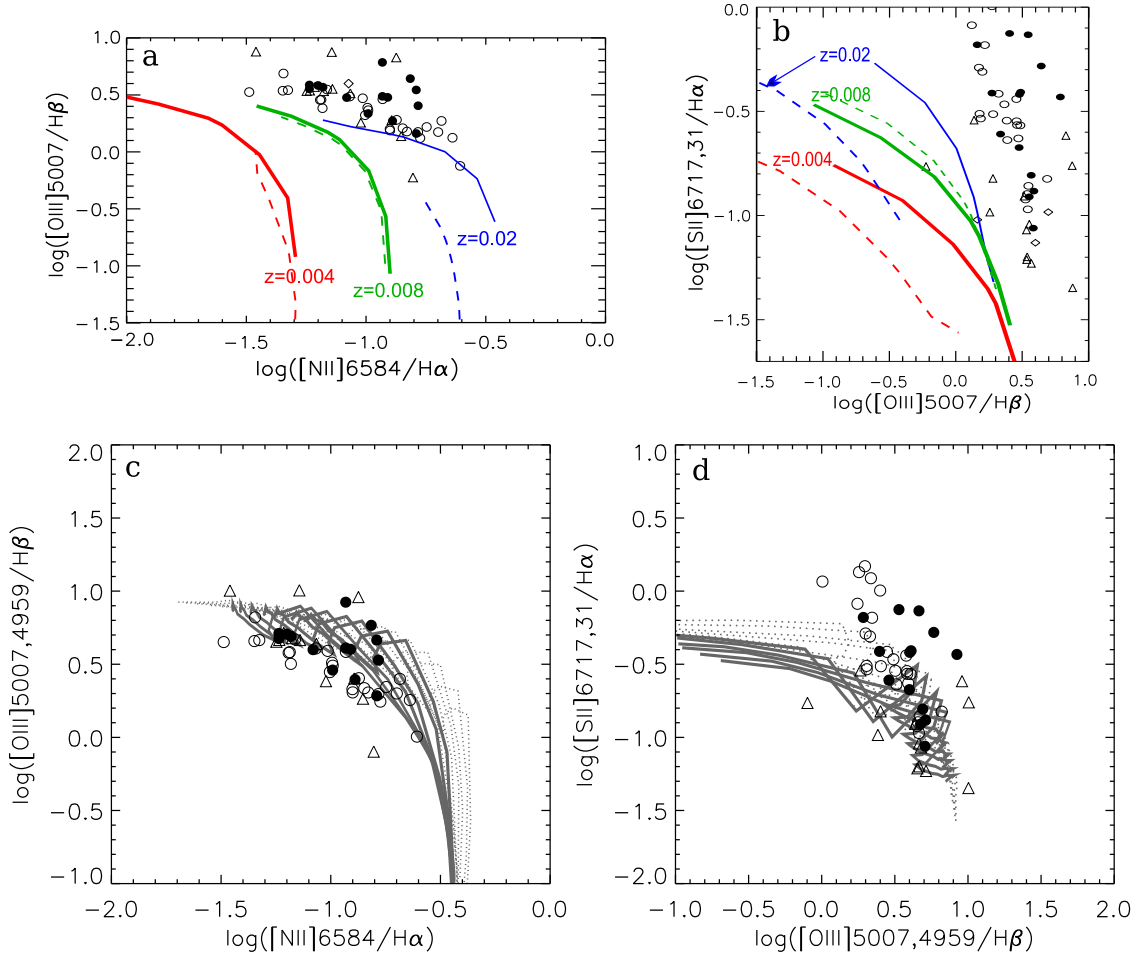 a
1.0
0.5
0.0
-0.5
-1.0
-1.5
log([OIII]5007/Hβ)
z=0.004
z=0.008
z=0.02
-2.0 -1.5 -1.0 -0.5 0.0
log([NII]6584/Hα)
b
0.0
-0.5
-1.0
-1.5
log([SII]6717,31/Hα)
z=0.02
z=0.008
z=0.004
-1.5 -1.0 -0.5 0.0 0.5 1.0
log([OIII]5007/Hβ)
c
2.0
1.5
1.0
0.5
0.0
-0.5
-1.0
log([OIII]5007,4959/Hβ)
-2.0 -1.5 -1.0 -0.5 0.0
log([NII]6584/Hα)
d
1.0
0.5
0.0
-0.5
-1.0
-1.5
-2.0
log([SII]6717,31/Hα)
-1.0 -0.5 0.0 0.5 1.0 1.5 2.0
log([OIII]5007,4959/Hβ)